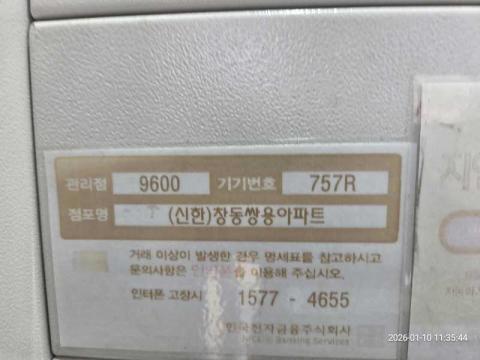 관리점 9600 기기번호 757R
점포명 (신한)창동쌍용아파트
거래 이상이 발생한 경우 명세표를 참고하시고
문의사항은 인터폰을 이용해 주십시오.
인터폰 고장시 1577 - 4655
한국전자금융주식회사
2026-01-10 11:35:44